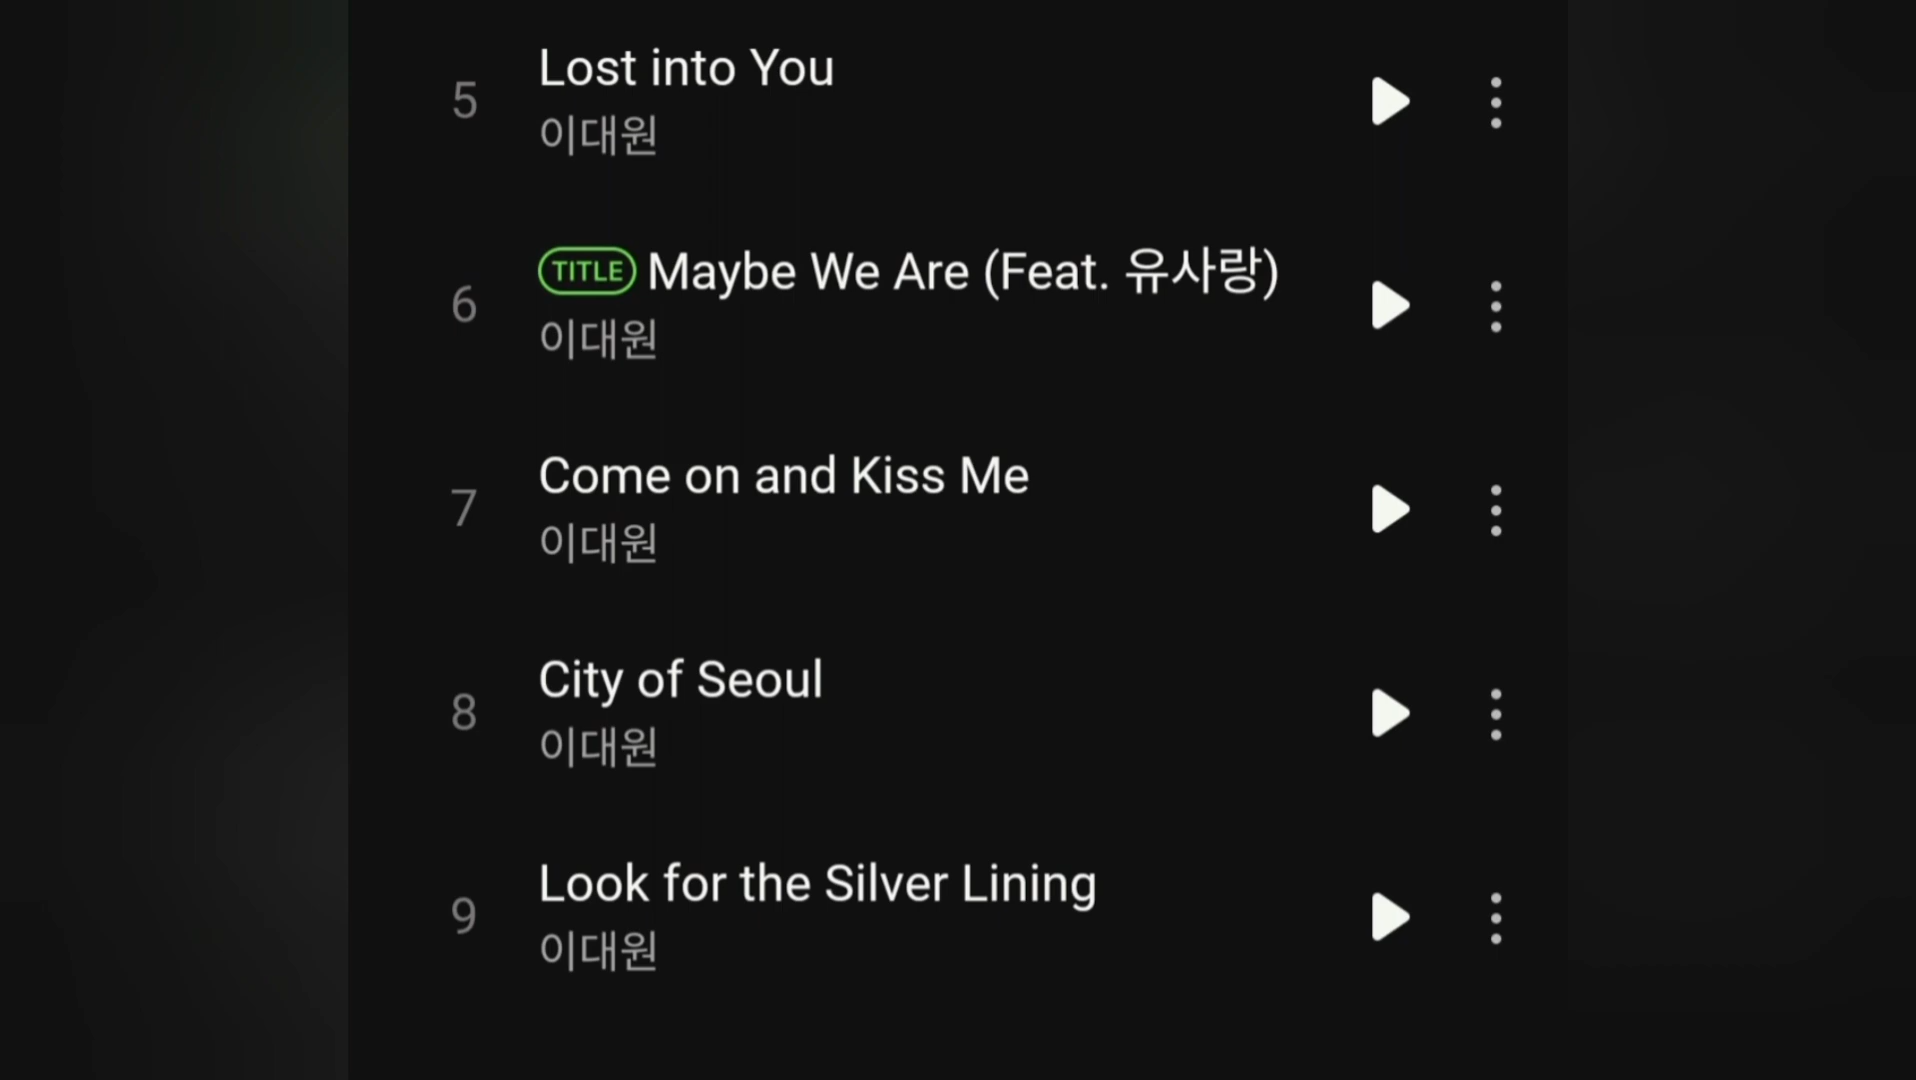 5
Lost into You
이대원
6
TITLE Maybe We Are (Feat. 유사랑)
이대원
7
Come on and Kiss Me
이대원
8
City of Seoul
이대원
9
Look for the Silver Lining
이대원